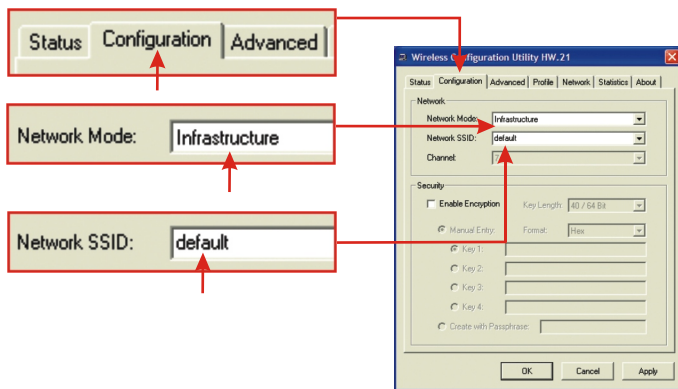 Status Configuration Advanced
Network Mode: Infrastructure
Network SSID: default
Wireless Configuration Utility HW.21
Status Configuration Advanced Profile Network Statistics About
Network
Network Mode: Infrastructure
Network SSID: default
Channel:
Security
Enable Encryption Key Length: 40 / 64 Bit
Manual Entry: Format: Hex
Key 1:
Key 2:
Key 3:
Key 4:
Create with Passphrase:
OK Cancel Apply